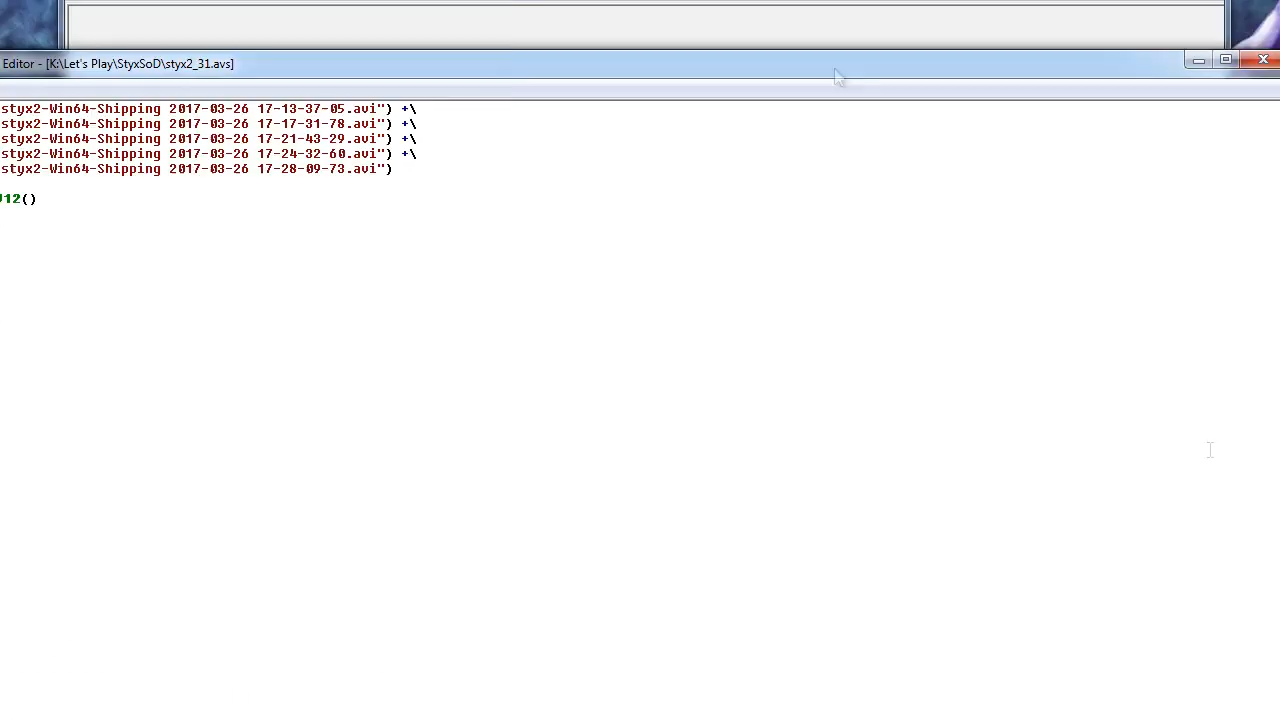 Editor - [K:\Let's Play\StyxSoD\styx2_31.avs]
styx2-Win64-Shipping 2017-03-26 17-13-37-05.avi") +\
styx2-Win64-Shipping 2017-03-26 17-17-31-78.avi") +\
styx2-Win64-Shipping 2017-03-26 17-21-43-29.avi") +\
styx2-Win64-Shipping 2017-03-26 17-24-32-60.avi") +\
styx2-Win64-Shipping 2017-03-26 17-28-09-73.avi")
12()